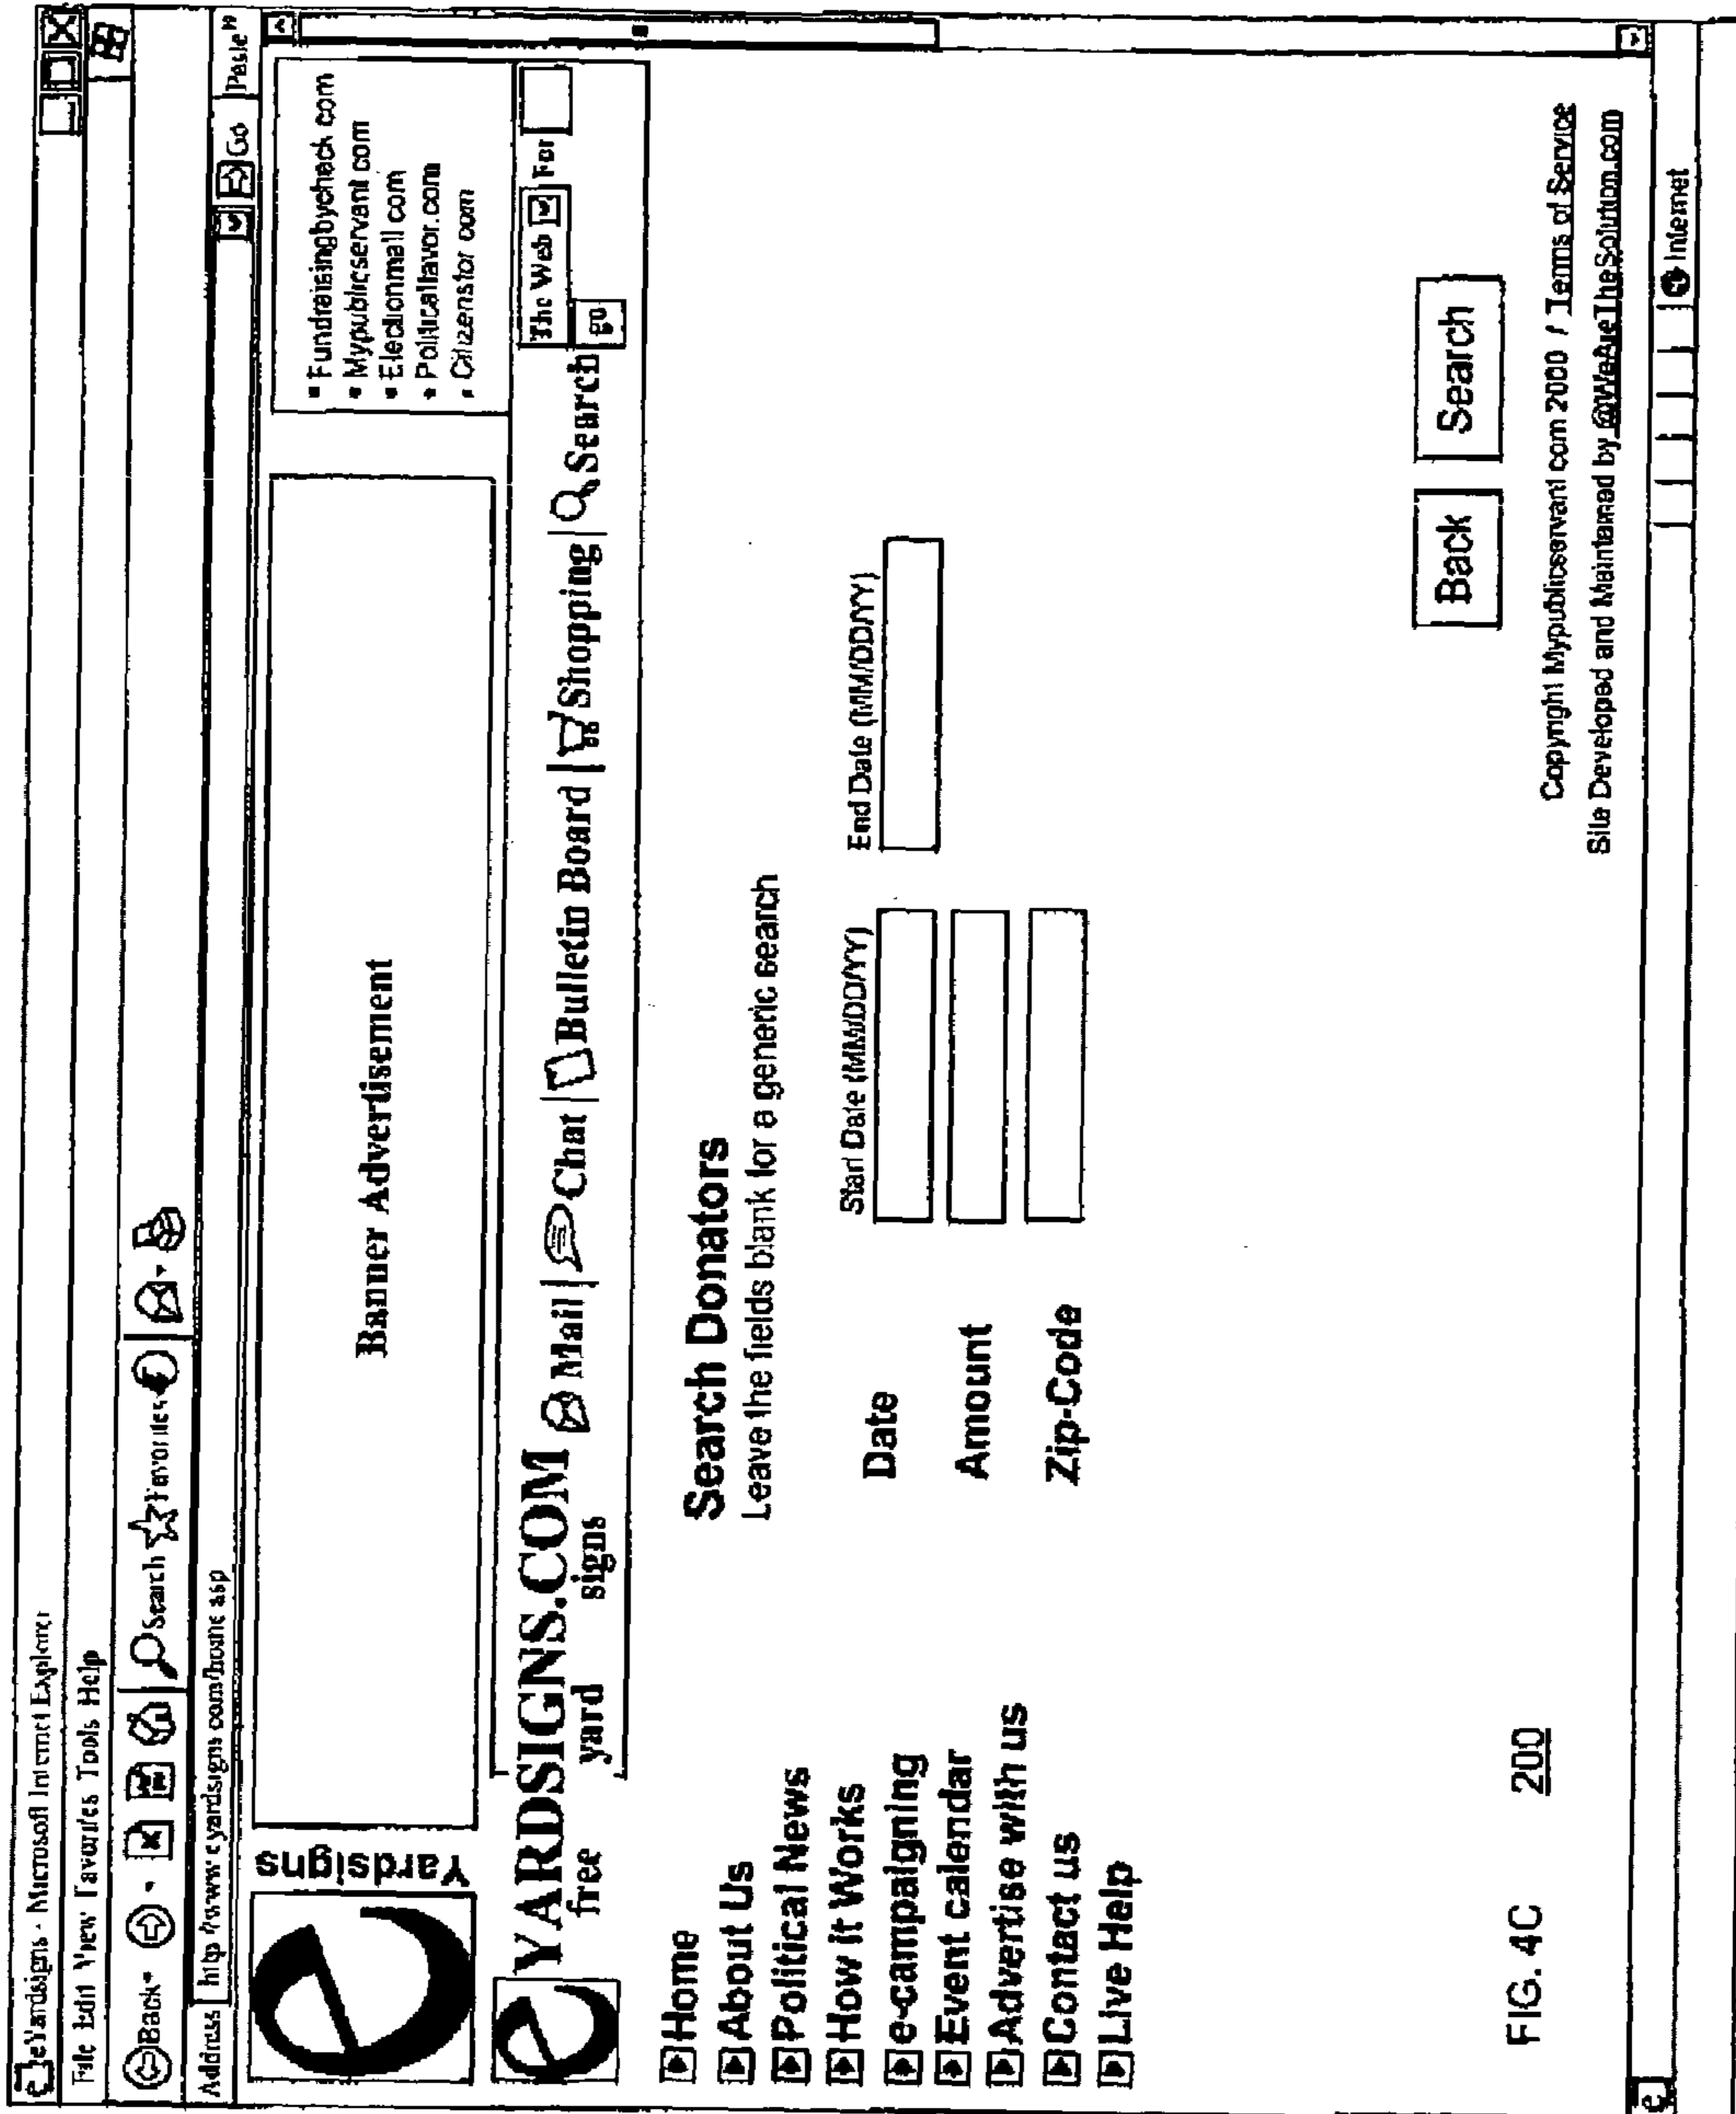 eYardsigns - Microsoft Internet Explorer
File Edit View Favorites Tools Help
Back Search Favorites
Address http://www.eyardsigns com/home asp Go
e Yardsigns
Banner Advertisement
Fundraisingbycheck com
Mypublicservant com
Electionmall com
Politicalfavor.com
Citizenstor com
e YARDSIGNS.COM Mail | Chat | Bulletin Board | Shopping | Search The Web For
free yard signs go
Home
About Us
Political News
How it Works
e-campaigning
Event calendar
Advertise with us
Contact us
Live Help
Search Donators
Leave the fields blank for a generic search
Start Date (MM/DD/YY) End Date (MM/DD/YY)
Date
Amount
Zip-Code
Back Search
Copyright Mypublicservant com 2000 / Terms of Service
Site Developed and Maintained by @WeAreTheSolution.com
FIG. 4C 200
Internet